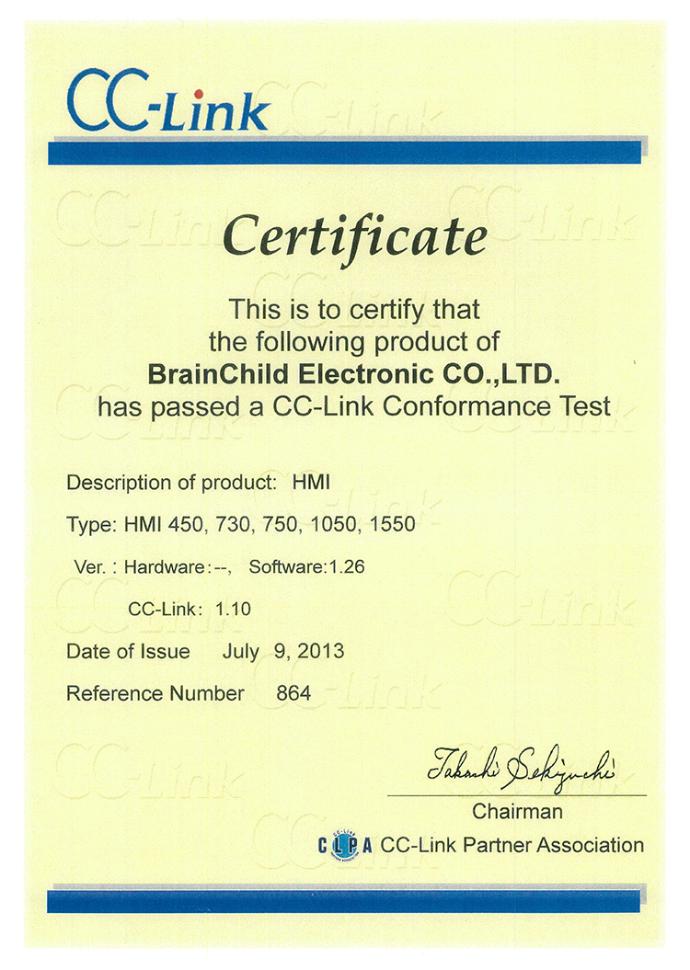 CC-Link
Certificate
This is to certify that
the following product of
BrainChild Electronic CO.,LTD.
has passed a CC-Link Conformance Test
Description of product: HMI
Type: HMI 450, 730, 750, 1050, 1550
Ver. : Hardware:--, Software:1.26
CC-Link: 1.10
Date of Issue July 9, 2013
Reference Number 864
Takashi Sekiguchi
Chairman
CLPA CC-Link Partner Association